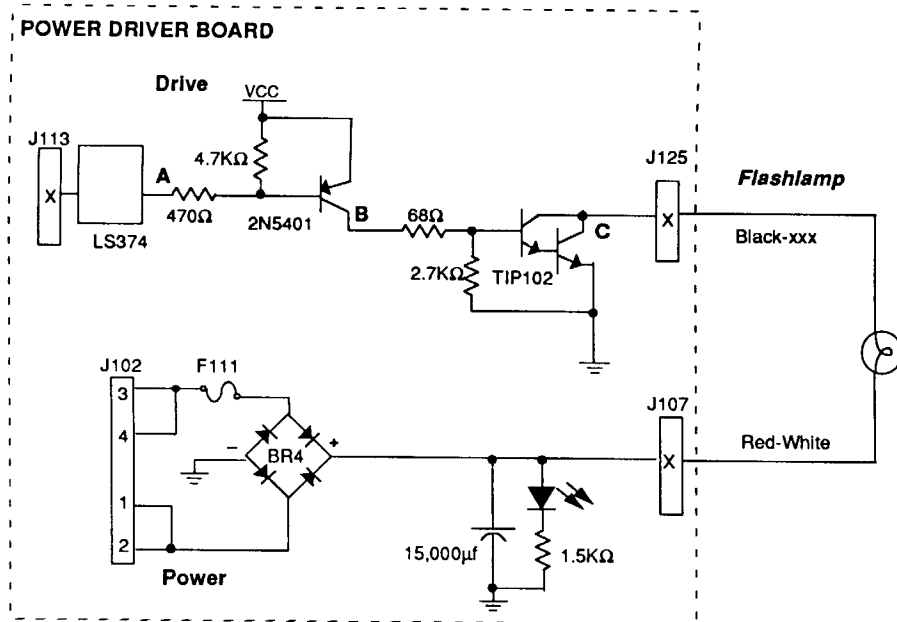 POWER DRIVER BOARD
Drive
VCC
J113
X
LS374
A
470Ω
4.7KΩ
2N5401
B
68Ω
2.7KΩ
TIP102
C
J125
X
Flashlamp
Black-xxx
J102
3
4
1
2
F111
BR4
–
+
Power
15,000µf
1.5KΩ
J107
X
Red-White